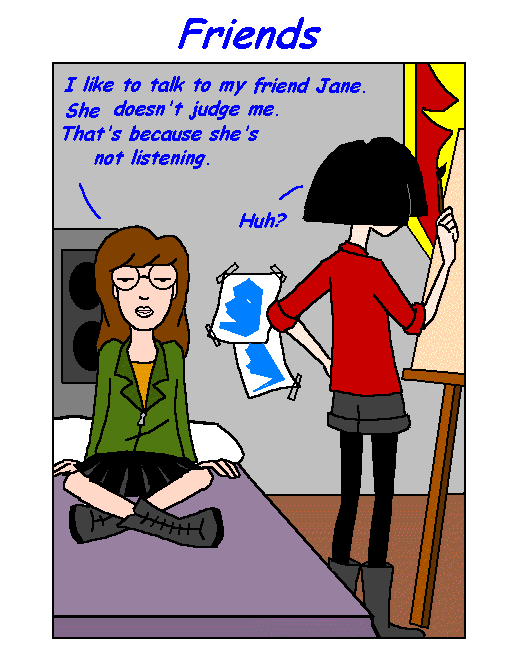 Friends
I like to talk to my friend Jane.
She doesn't judge me.
That's because she's
not listening.
Huh?